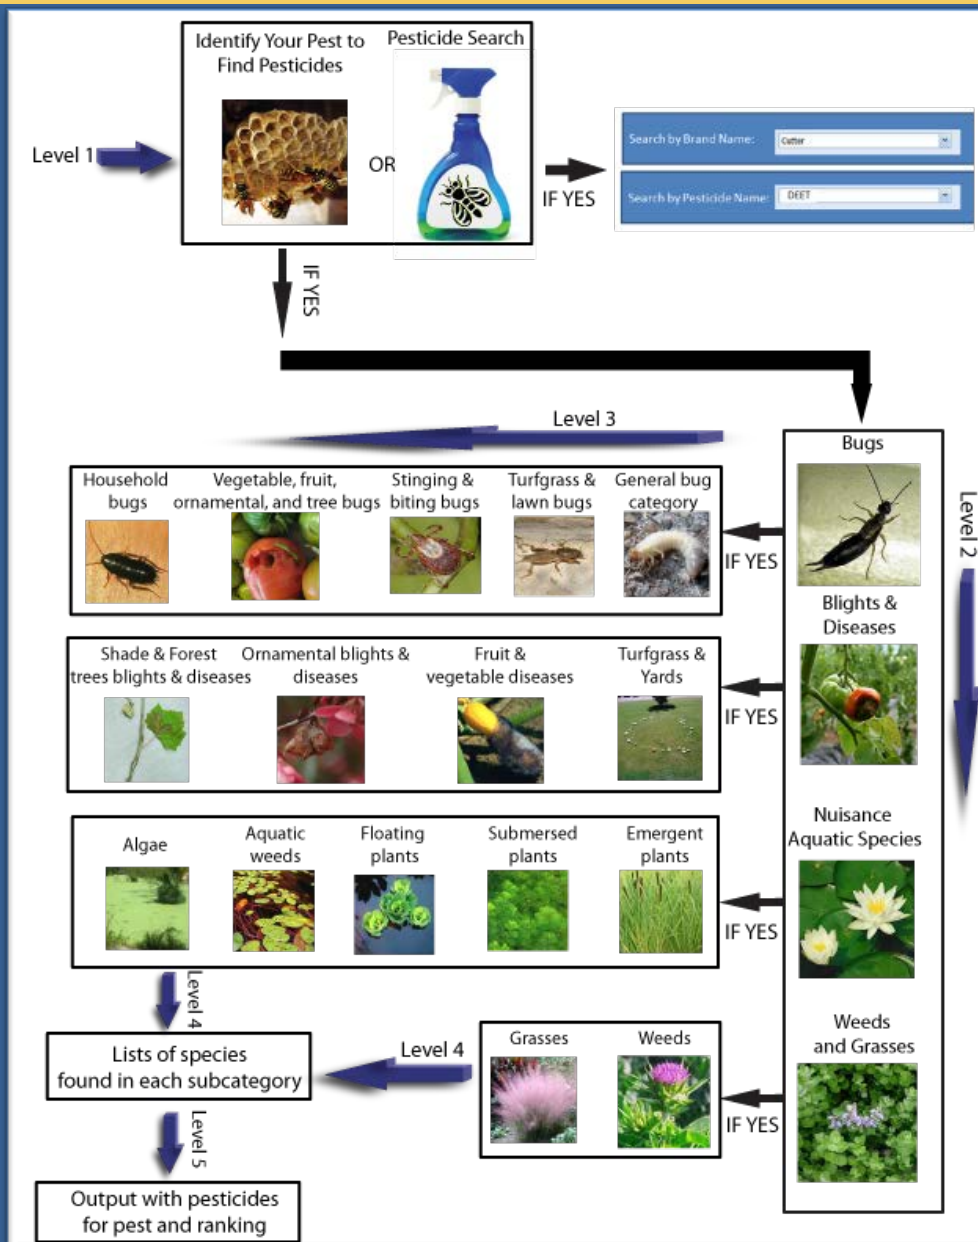 Identify Your Pest to
Find Pesticides
Pesticide Search
Level 1
OR
IF YES
Search by Brand Name:
Cutter
Search by Pesticide Name:
DEET
IF YES
Level 3
Bugs
Level 2
Household
bugs
Vegetable, fruit,
ornamental, and tree bugs
Stinging &
biting bugs
Turfgrass &
lawn bugs
General bug
category
IF YES
Blights &
Diseases
Shade & Forest
trees blights & diseases
Ornamental blights &
diseases
Fruit &
vegetable diseases
Turfgrass &
Yards
IF YES
Nuisance
Aquatic Species
Algae
Aquatic
weeds
Floating
plants
Submersed
plants
Emergent
plants
IF YES
Level 4
Weeds
and Grasses
Grasses
Weeds
IF YES
Level 4
Lists of species
found in each subcategory
Level 5
Output with pesticides
for pest and ranking